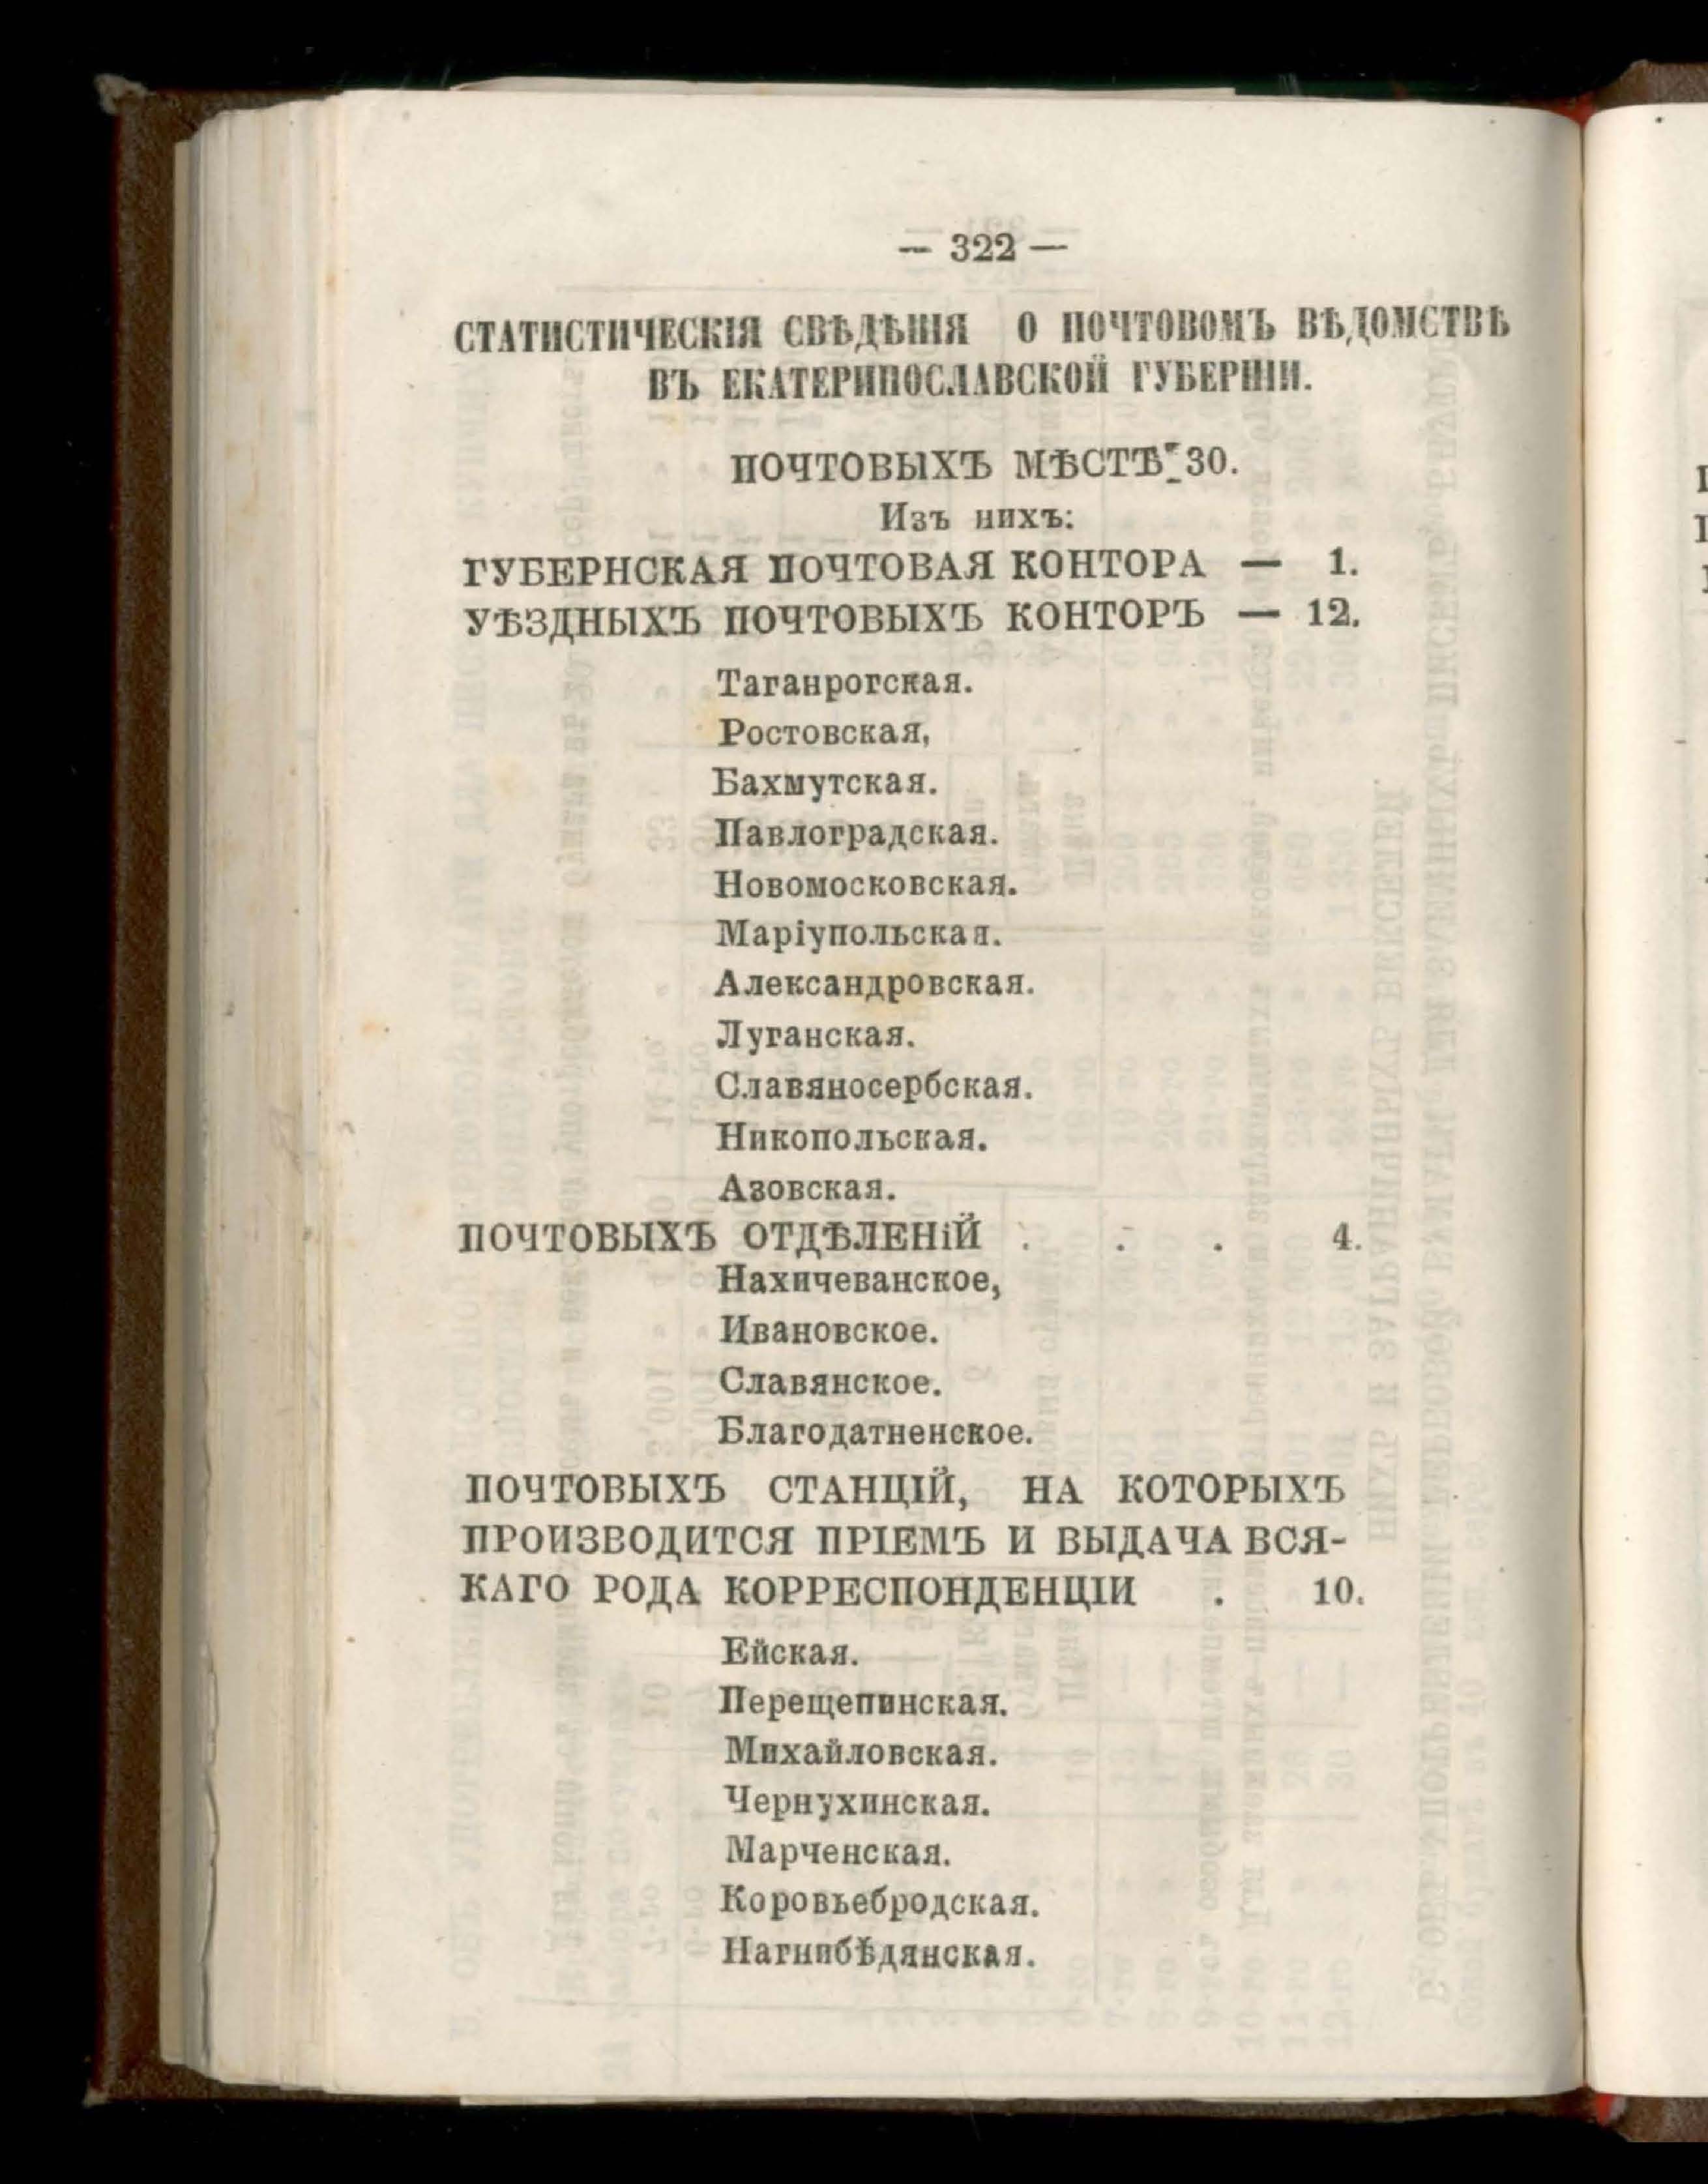 — 322 —
СТАТИСТИЧЕСКІЯ СВѢДѢНІЯ О ПОЧТОВОМЪ ВѢДОМСТВѢ
ВЪ ЕКАТЕРИНОСЛАВСКОЙ ГУБЕРНІИ.
ПОЧТОВЫХЪ МѢСТЪ 30.
Изъ нихъ:
ГУБЕРНСКАЯ ПОЧТОВАЯ КОНТОРА — 1.
УѢЗДНЫХЪ ПОЧТОВЫХЪ КОНТОРЪ — 12.
Таганрогская.
Ростовская,
Бахмутская.
Павлоградская.
Новомосковская.
Маріупольская.
Александровская.
Луганская.
Славяносербская.
Никопольская.
Азовская.
ПОЧТОВЫХЪ ОТДѢЛЕНІЙ . . . 4.
Нахичеванское,
Ивановское.
Славянское.
Благодатненское.
ПОЧТОВЫХЪ СТАНЦІЙ, НА КОТОРЫХЪ
ПРОИЗВОДИТСЯ ПРІЕМЪ И ВЫДАЧА ВСЯ-
КАГО РОДА КОРРЕСПОНДЕНЦІИ . 10.
Ейская.
Перещепинская.
Михайловская.
Чернухинская.
Марченская.
Коровьебродская.
Нагнибѣдянская.